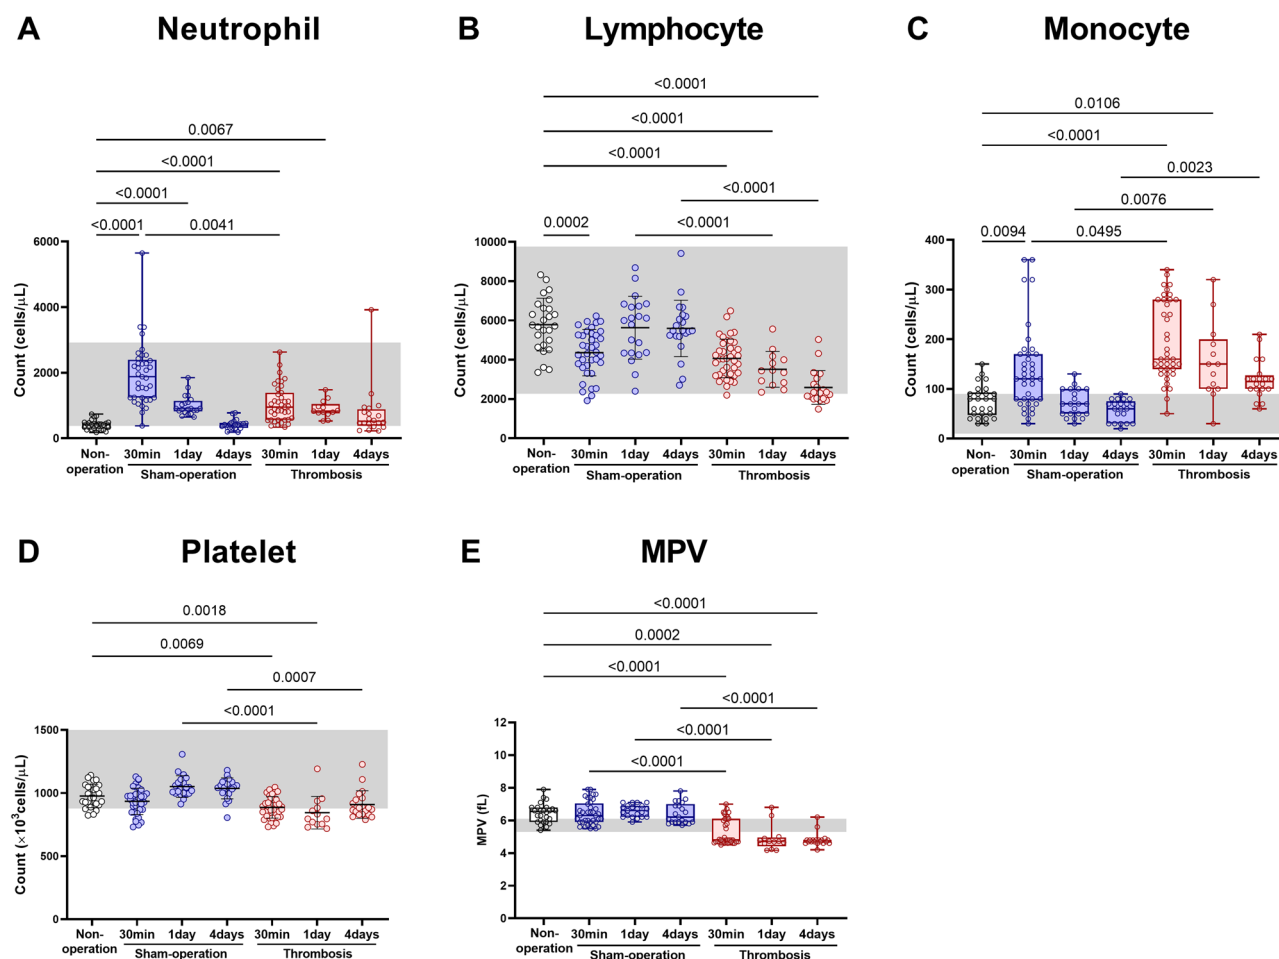 A Neutrophil
0.0067
<0.0001
<0.0001
<0.0001 0.0041
Count (cells/μL)
6000
4000
2000
0
Non-operation 30min 1day 4days 30min 1day 4days
Sham-operation Thrombosis
B Lymphocyte
<0.0001
<0.0001
<0.0001
<0.0001
0.0002 <0.0001
Count (cells/μL)
10000
8000
6000
4000
2000
0
Non-operation 30min 1day 4days 30min 1day 4days
Sham-operation Thrombosis
C Monocyte
0.0106
<0.0001
0.0023
0.0076
0.0094 0.0495
Count (cells/μL)
400
300
200
100
0
Non-operation 30min 1day 4days 30min 1day 4days
Sham-operation Thrombosis
D Platelet
0.0018
0.0069
0.0007
<0.0001
Count (×10³cells/μL)
1500
1000
500
0
Non-operation 30min 1day 4days 30min 1day 4days
Sham-operation Thrombosis
E MPV
<0.0001
0.0002
<0.0001
<0.0001
<0.0001
<0.0001
MPV (fL)
12
10
8
6
4
2
0
Non-operation 30min 1day 4days 30min 1day 4days
Sham-operation Thrombosis